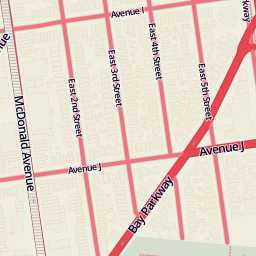 Avenue I
East 4th Street
East 3rd Street
East 2nd Street
East 5th Street
McDonald Avenue
Avenue J
Avenue J
Bay Parkway